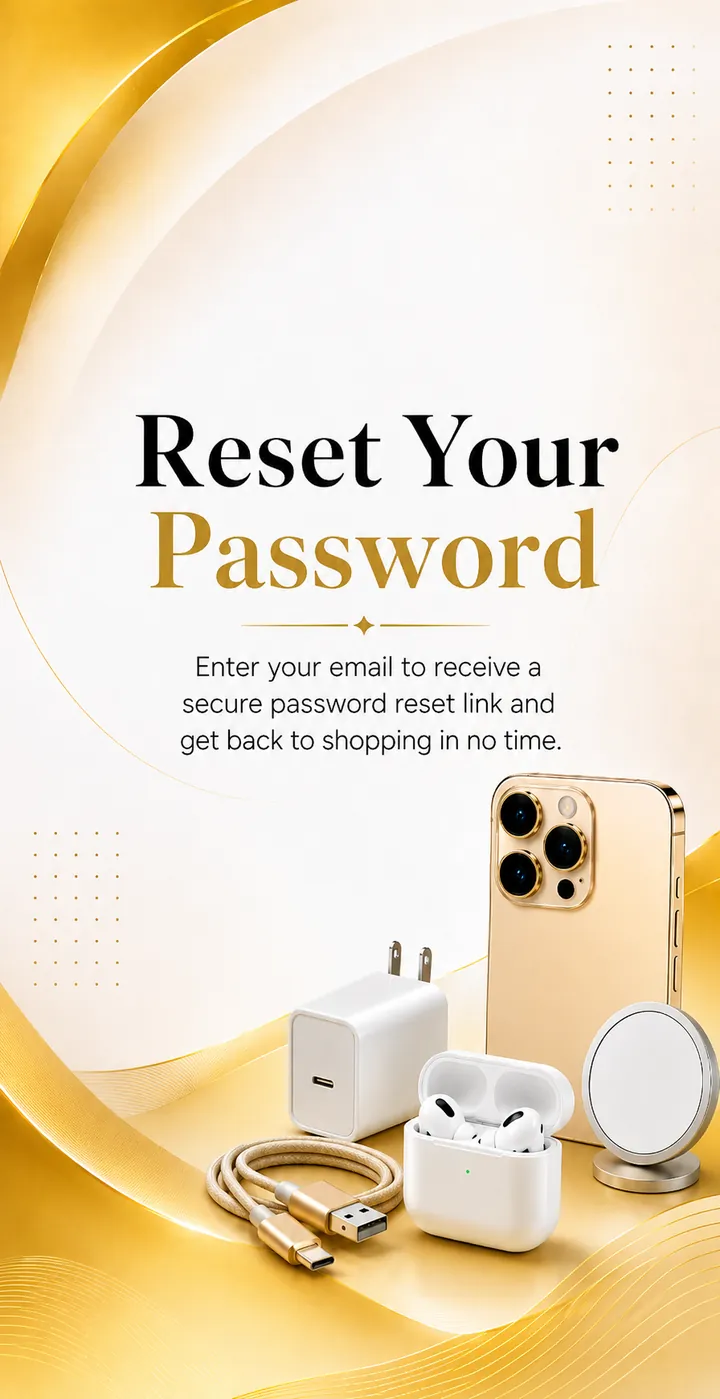 Reset Your
Password
Enter your email to receive a
secure password reset link and
get back to shopping in no time.